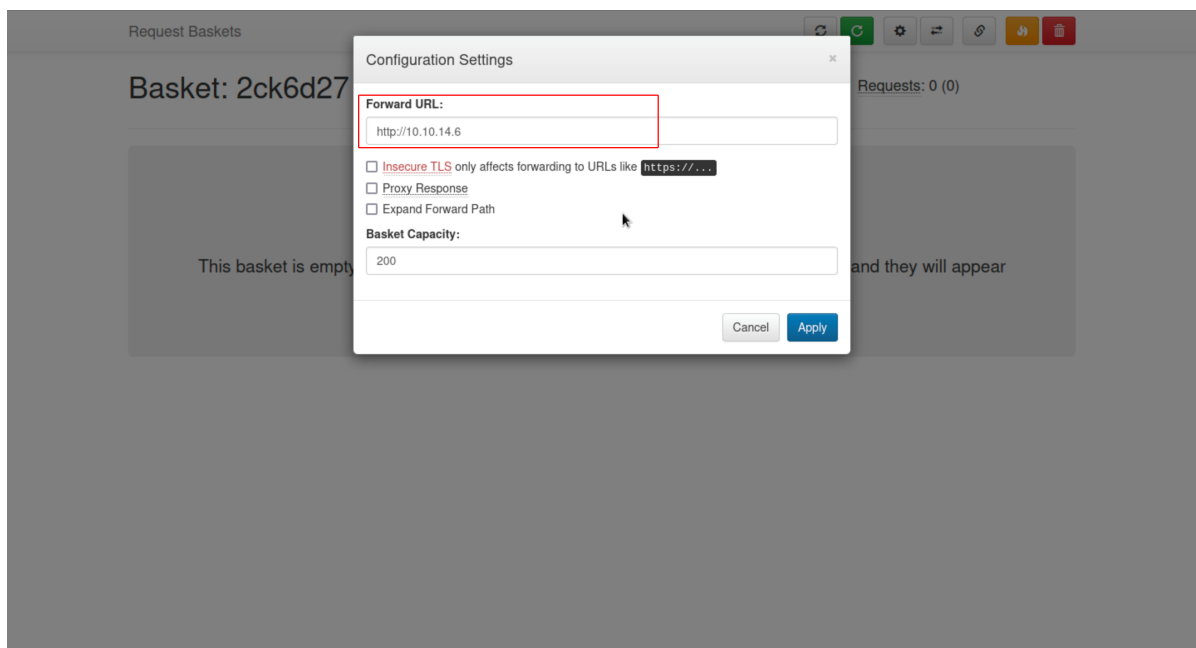 Request Baskets
Configuration Settings
×
Basket: 2ck6d27
Requests: 0 (0)
Forward URL:
http://10.10.14.6
Insecure TLS only affects forwarding to URLs like https://...
Proxy Response
Expand Forward Path
Basket Capacity:
200
This basket is empty and they will appear
Cancel Apply